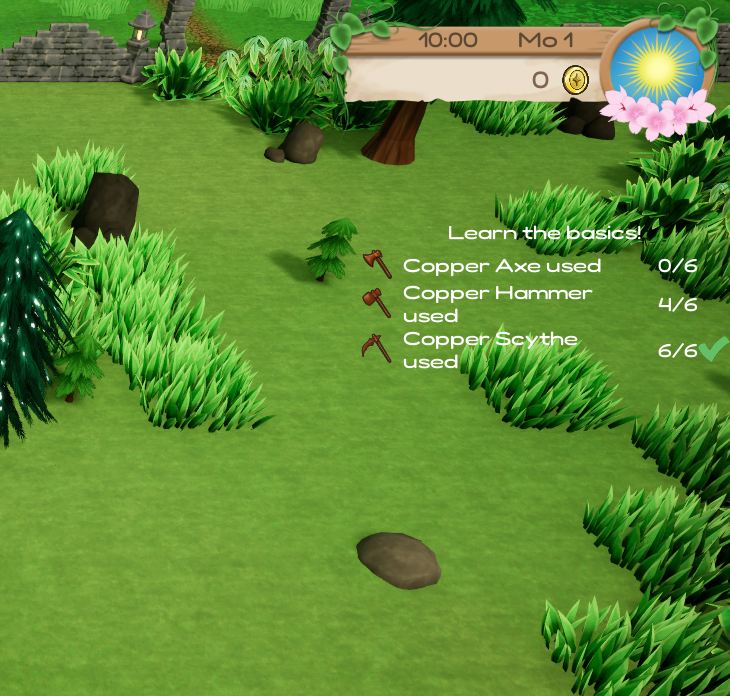 10:00 Mo 1
0
Learn the basics!
Copper Axe used 0/6
Copper Hammer
used 4/6
Copper Scythe
used 6/6